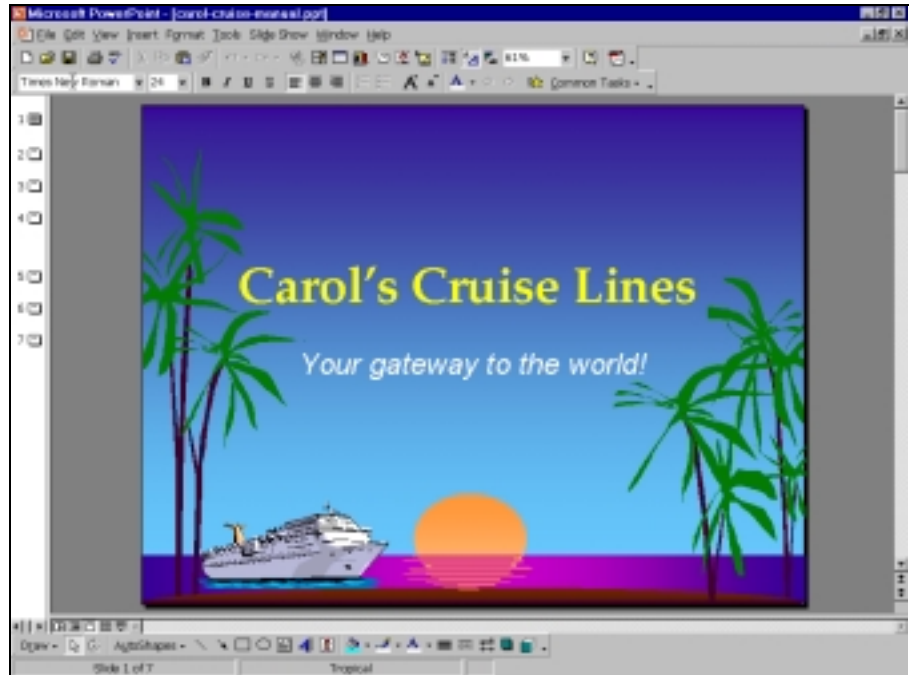 Microsoft PowerPoint - [carol-cruise-manual.ppt]
File Edit View Insert Format Tools Slide Show Window Help
61%
Times New Roman 24 B I U S A A A Common Tasks
1
2
3
4
5
6
7
Carol’s Cruise Lines
Your gateway to the world!
Draw AutoShapes A
Slide 1 of 7 Tropical